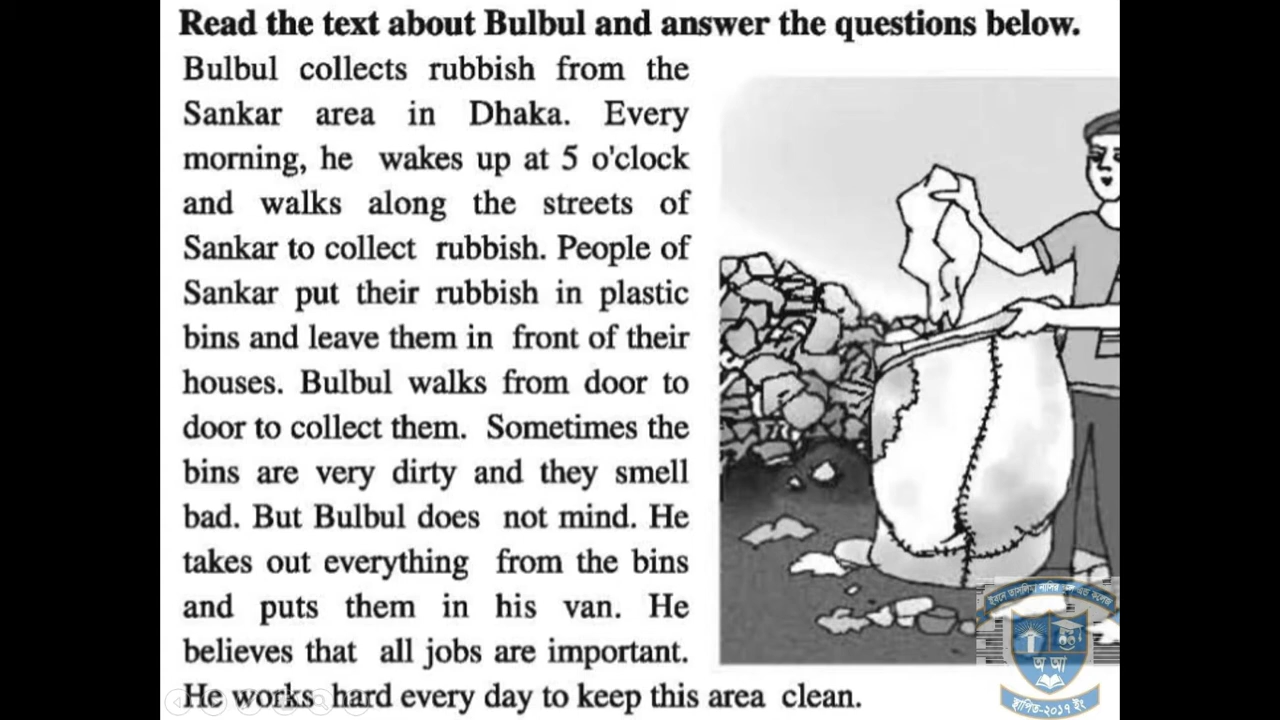 Read the text about Bulbul and answer the questions below.
Bulbul collects rubbish from the
Sankar area in Dhaka. Every
morning, he wakes up at 5 o'clock
and walks along the streets of
Sankar to collect rubbish. People of
Sankar put their rubbish in plastic
bins and leave them in front of their
houses. Bulbul walks from door to
door to collect them. Sometimes the
bins are very dirty and they smell
bad. But Bulbul does not mind. He
takes out everything from the bins
and puts them in his van. He
believes that all jobs are important.
He works hard every day to keep this area clean.
ইবনে তাসলিমা নাসির স্কুল এন্ড কলেজ
অ আ
স্থাপিত-২০১৭ ইং